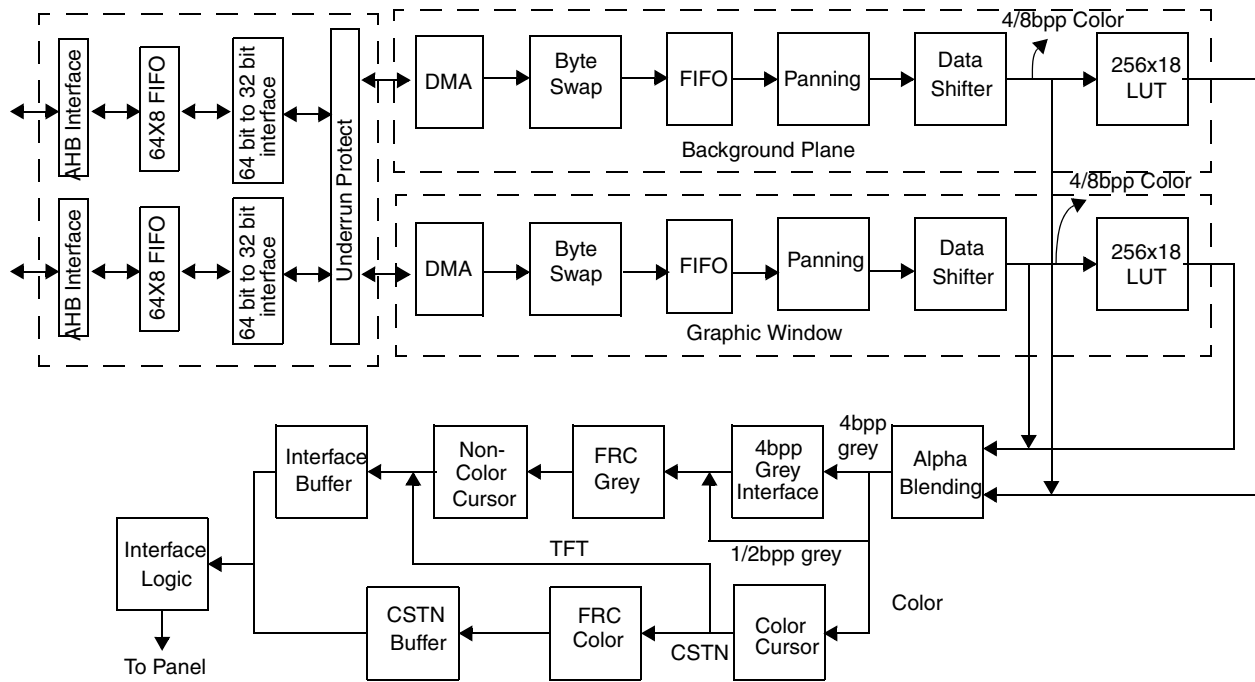 AHB Interface
64X8 FIFO
64 bit to 32 bit
interface
Underrun Protect
DMA
Byte
Swap
FIFO
Panning
Data
Shifter
4/8bpp Color
256x18
LUT
Background Plane
AHB Interface
64X8 FIFO
64 bit to 32 bit
interface
DMA
Byte
Swap
FIFO
Panning
Data
Shifter
4/8bpp Color
256x18
LUT
Graphic Window
Interface
Buffer
Non-
Color
Cursor
FRC
Grey
4bpp
Grey
Interface
4bpp
grey
Alpha
Blending
Interface
Logic
TFT
1/2bpp grey
Color
CSTN
Buffer
FRC
Color
CSTN
Color
Cursor
To Panel